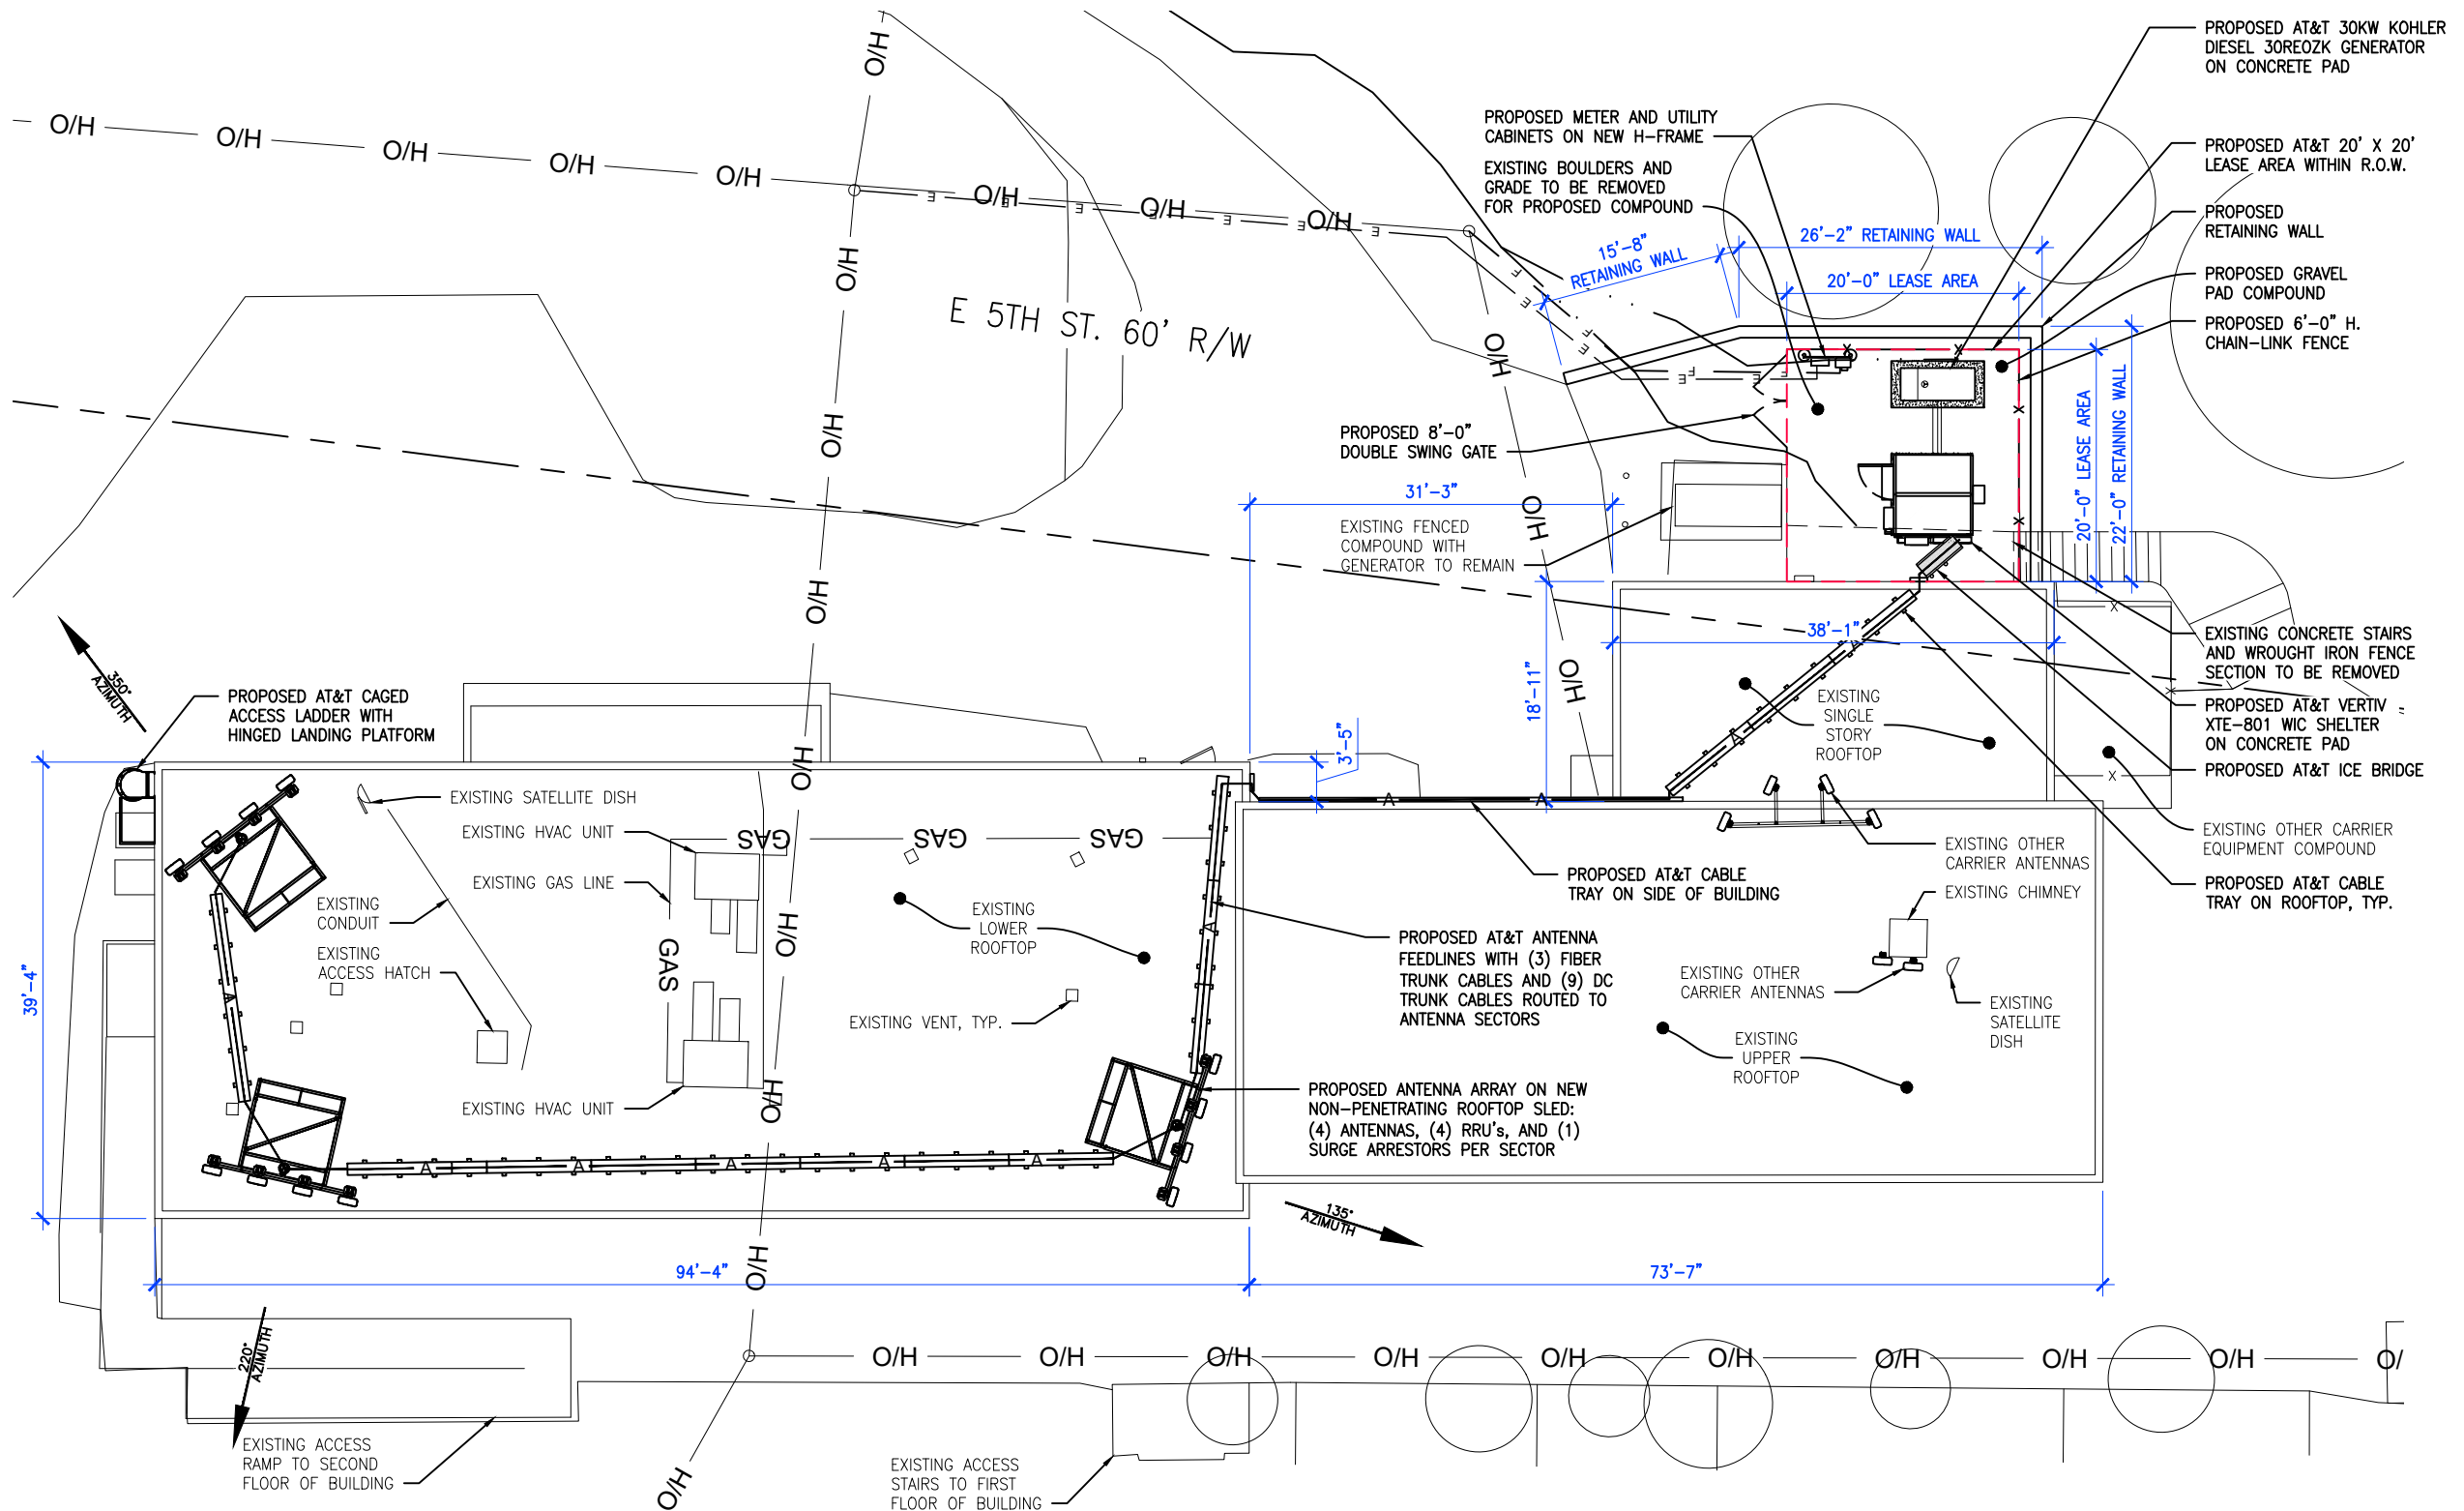 PROPOSED AT&T 30KW KOHLER
DIESEL 30REOZK GENERATOR
ON CONCRETE PAD
PROPOSED METER AND UTILITY
CABINETS ON NEW H-FRAME
PROPOSED AT&T 20' X 20'
LEASE AREA WITHIN R.O.W.
EXISTING BOULDERS AND
GRADE TO BE REMOVED
FOR PROPOSED COMPOUND
PROPOSED
RETAINING WALL
26'-2" RETAINING WALL
15'-8"
RETAINING WALL
20'-0" LEASE AREA
PROPOSED GRAVEL
PAD COMPOUND
PROPOSED 6'-0" H.
CHAIN-LINK FENCE
O/H
O/H
O/H
O/H
O/H
O/H
O/H
O/H
O/H
E
E
E
E
E
E
E
E 5TH ST. 60' R/W
O/H
O/H
O/H
O/H
O/H
O/H
O/H
O/H
O/H
O/H
O/H
E
E
E
E
F
F
F
F
X
X
X
X
20'-0" LEASE AREA
22'-0" RETAINING WALL
PROPOSED 8'-0"
DOUBLE SWING GATE
31'-3"
EXISTING FENCED
COMPOUND WITH
GENERATOR TO REMAIN
18'-11"
38'-1"
3'-5"
EXISTING
SINGLE
STORY
ROOFTOP
EXISTING CONCRETE STAIRS
AND WROUGHT IRON FENCE
SECTION TO BE REMOVED
PROPOSED AT&T VERTIV
XTE-801 WIC SHELTER
ON CONCRETE PAD
PROPOSED AT&T ICE BRIDGE
EXISTING OTHER CARRIER
EQUIPMENT COMPOUND
PROPOSED AT&T CABLE
TRAY ON ROOFTOP, TYP.
X
X
X
350°
AZIMUTH
PROPOSED AT&T CAGED
ACCESS LADDER WITH
HINGED LANDING PLATFORM
EXISTING SATELLITE DISH
EXISTING HVAC UNIT
EXISTING GAS LINE
GAS
GAS
GAS
GAS
EXISTING
CONDUIT
EXISTING
ACCESS HATCH
EXISTING HVAC UNIT
EXISTING
LOWER
ROOFTOP
EXISTING VENT, TYP.
39'-4"
A
A
A
A
A
A
A
A
A
A
A
PROPOSED AT&T CABLE
TRAY ON SIDE OF BUILDING
PROPOSED AT&T ANTENNA
FEEDLINES WITH (3) FIBER
TRUNK CABLES AND (9) DC
TRUNK CABLES ROUTED TO
ANTENNA SECTORS
PROPOSED ANTENNA ARRAY ON NEW
NON-PENETRATING ROOFTOP SLED:
(4) ANTENNAS, (4) RRU's, AND (1)
SURGE ARRESTORS PER SECTOR
EXISTING OTHER
CARRIER ANTENNAS
EXISTING CHIMNEY
EXISTING OTHER
CARRIER ANTENNAS
EXISTING
SATELLITE
DISH
EXISTING
UPPER
ROOFTOP
135°
AZIMUTH
94'-4"
73'-7"
220°
AZIMUTH
O/H
O/H
O/H
O/H
O/H
O/H
O/H
O/H
O/H
O/
O/H
O/H
EXISTING ACCESS
RAMP TO SECOND
FLOOR OF BUILDING
EXISTING ACCESS
STAIRS TO FIRST
FLOOR OF BUILDING